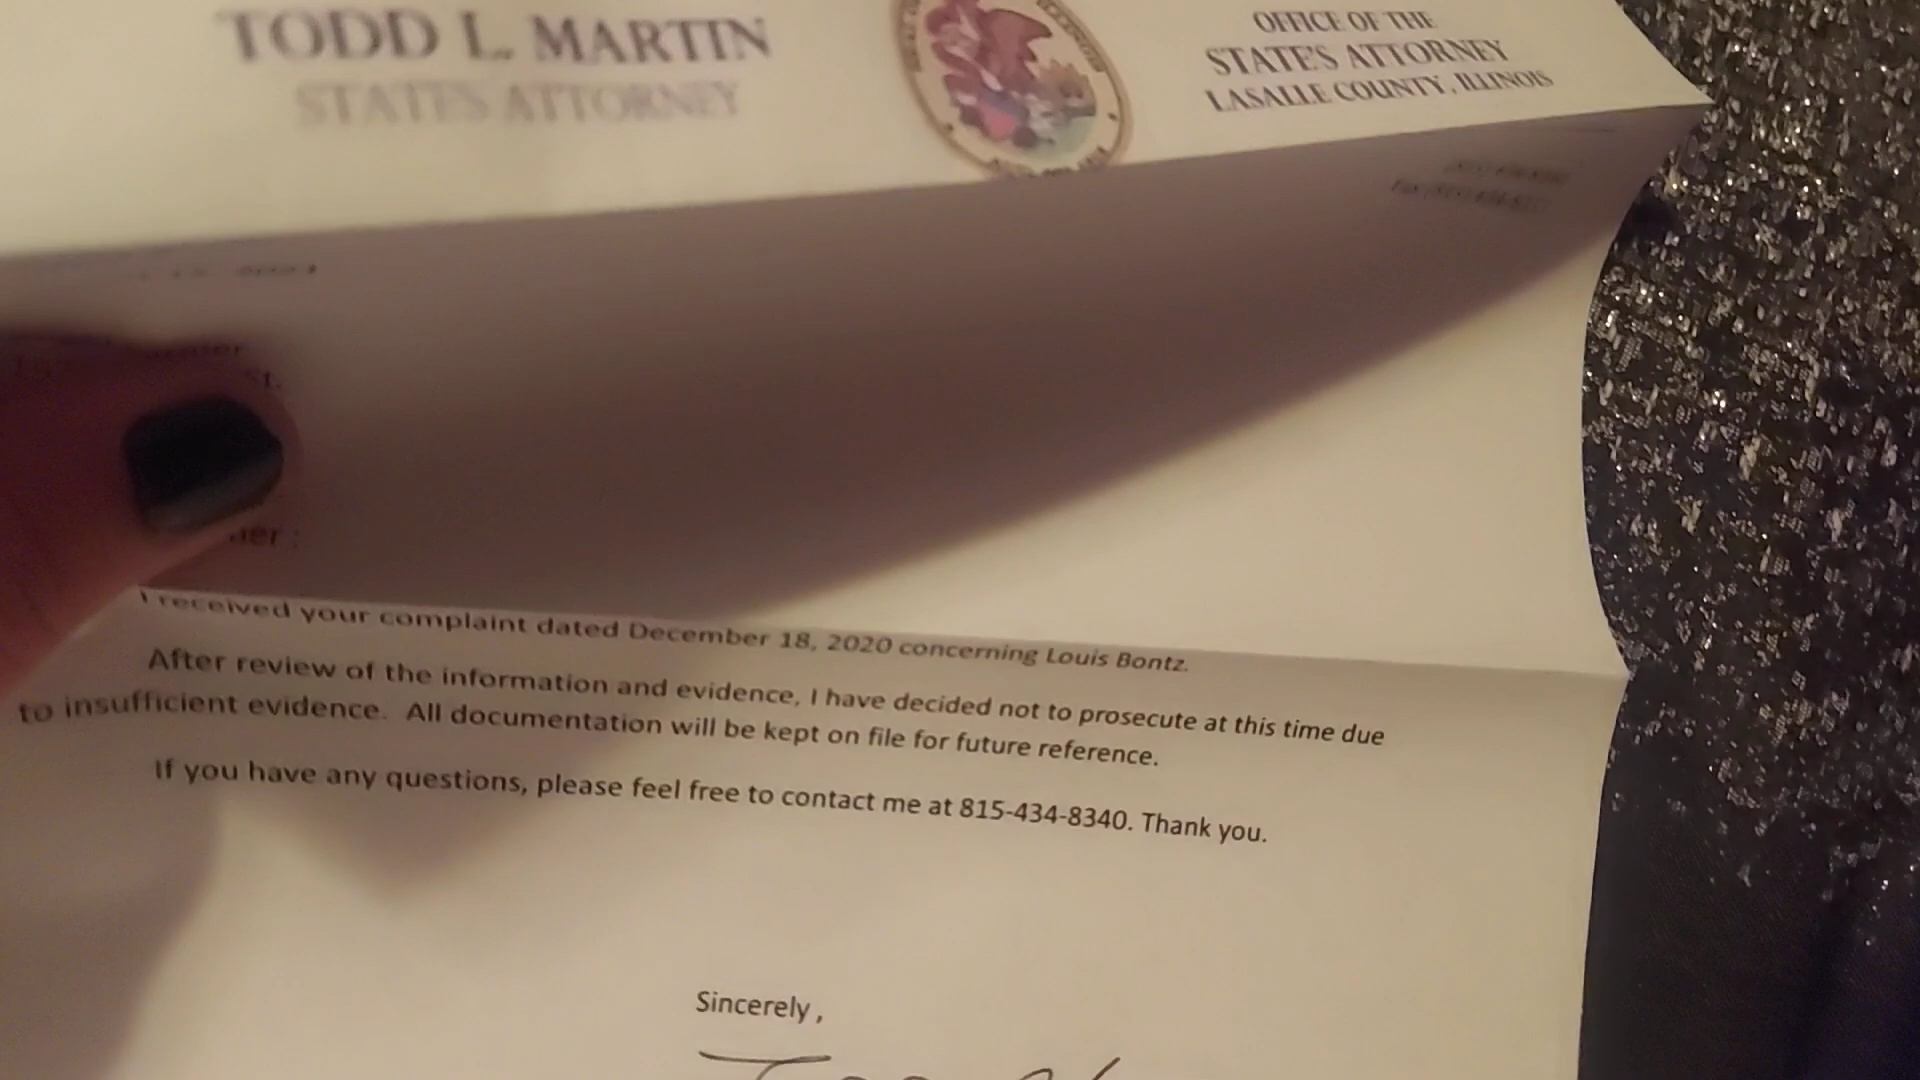 TODD L. MARTIN
STATE'S ATTORNEY
OFFICE OF THE
STATE'S ATTORNEY
LASALLE COUNTY, ILLINOIS
St.
I received your complaint dated December 18, 2020 concerning Louis Bontz.
After review of the information and evidence, I have decided not to prosecute at this time due
to insufficient evidence. All documentation will be kept on file for future reference.
If you have any questions, please feel free to contact me at 815-434-8340. Thank you.
Sincerely,